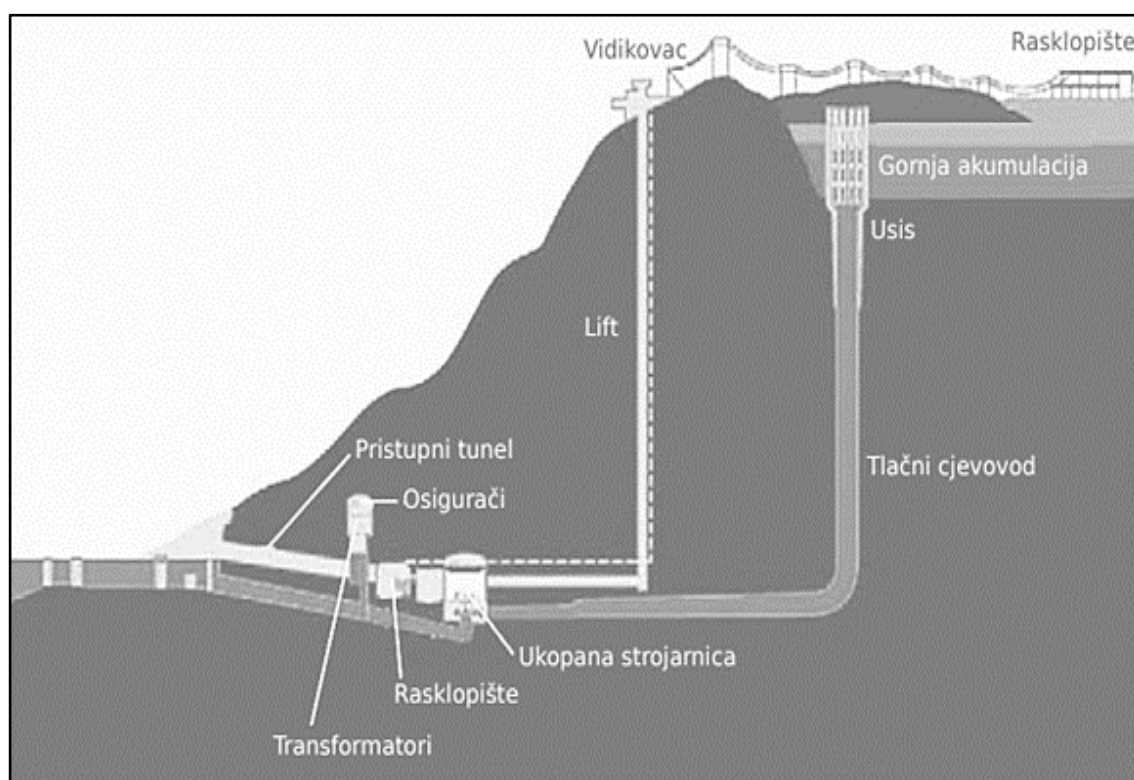 Vidikovac
Rasklopište
Gornja akumulacija
Usis
Lift
Pristupni tunel
Tlačni cjevovod
Osigurači
Ukopana strojarnica
Rasklopište
Transformatori